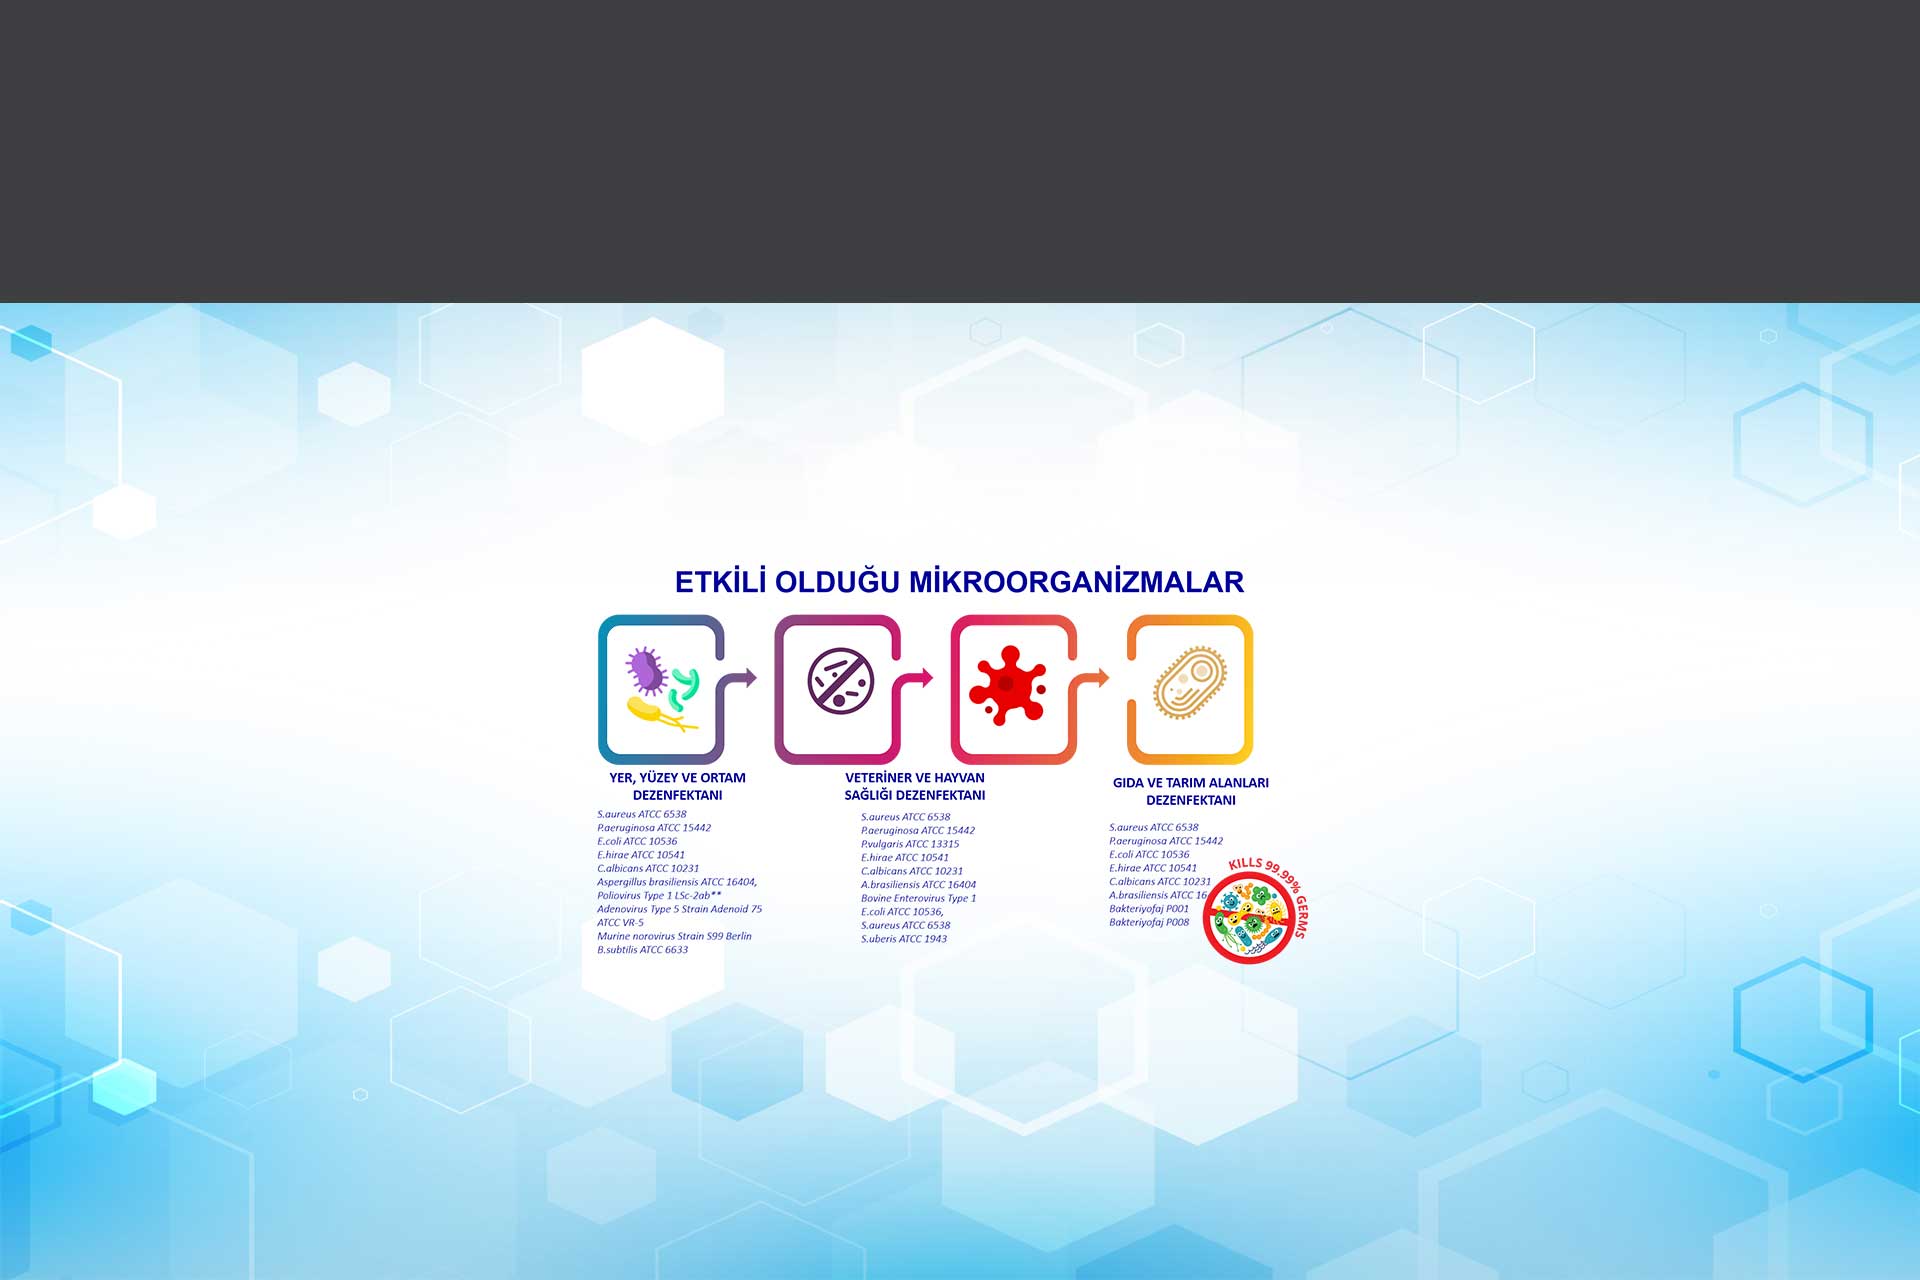 ETKİLİ OLDUĞU MİKROORGANİZMALAR
YER, YÜZEY VE ORTAM
DEZENFEKTANI
S.aureus ATCC 6538
P.aeruginosa ATCC 15442
E.coli ATCC 10536
E.hirae ATCC 10541
C.albicans ATCC 10231
Aspergillus brasiliensis ATCC 16404,
Poliovirus Type 1 LSc-2ab**
Adenovirus Type 5 Strain Adenoid 75
ATCC VR-5
Murine norovirus Strain S99 Berlin
B.subtilis ATCC 6633
VETERİNER VE HAYVAN
SAĞLIĞI DEZENFEKTANI
S.aureus ATCC 6538
P.aeruginosa ATCC 15442
P.vulgaris ATCC 13315
E.hirae ATCC 10541
C.albicans ATCC 10231
A.brasiliensis ATCC 16404
Bovine Enterovirus Type 1
E.coli ATCC 10536,
S.aureus ATCC 6538
S.uberis ATCC 1943
GIDA VE TARIM ALANLARI
DEZENFEKTANI
S.aureus ATCC 6538
P.aeruginosa ATCC 15442
E.coli ATCC 10536
E.hirae ATCC 10541
C.albicans ATCC 10231
A.brasiliensis ATCC 16
Bakteriyofaj P001
Bakteriyofaj P008
KILLS 99.99% GERMS